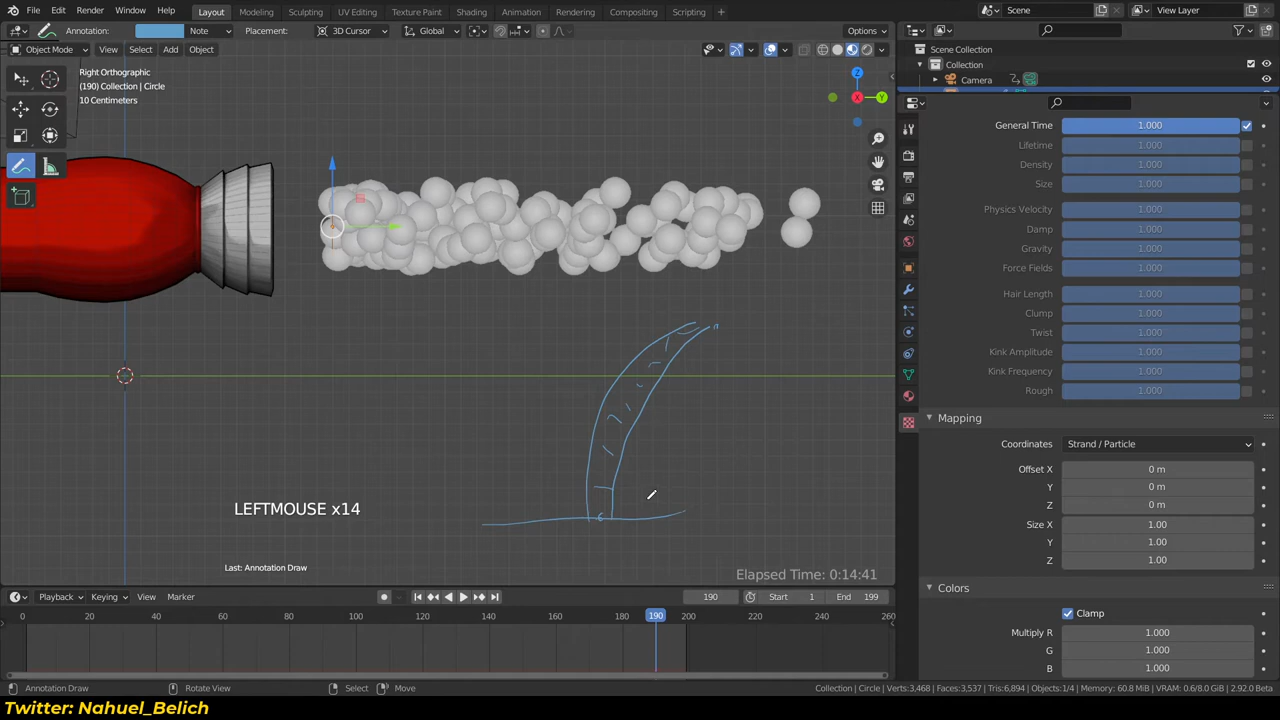 File Edit Render Window Help Layout Modeling Sculpting UV Editing Texture Paint Shading Animation Rendering Compositing Scripting + Scene View Layer
Annotation: Note Placement: 3D Cursor Global Options
Object Mode View Select Add Object
Scene Collection
Collection
Camera
Right Orthographic
(190) Collection | Circle
10 Centimeters
Z
Y
X
General Time 1.000
Lifetime 1.000
Density 1.000
Size 1.000
Physics Velocity 1.000
Damp 1.000
Gravity 1.000
Force Fields 1.000
Hair Length 1.000
Clump 1.000
Twist 1.000
Kink Amplitude 1.000
Kink Frequency 1.000
Rough 1.000
Mapping
Coordinates Strand / Particle
Offset X 0 m
Y 0 m
Z 0 m
Size X 1.00
Y 1.00
Z 1.00
Colors
Clamp
Multiply R 1.000
G 1.000
B 1.000
LEFTMOUSE x14
Last: Annotation Draw
Elapsed Time: 0:14:41
Playback Keying View Marker 190 Start 1 End 199
0 20 40 60 80 100 120 140 160 180 190 200 220 240 260
Annotation Draw Rotate View Select Move Collection | Circle | Verts:3,468 | Faces:3,537 | Tris:6,894 | Objects:1/4 | Memory: 60.8 MiB | VRAM: 0.6/8.0 GiB | 2.92.0 Beta
Twitter: Nahuel_Belich